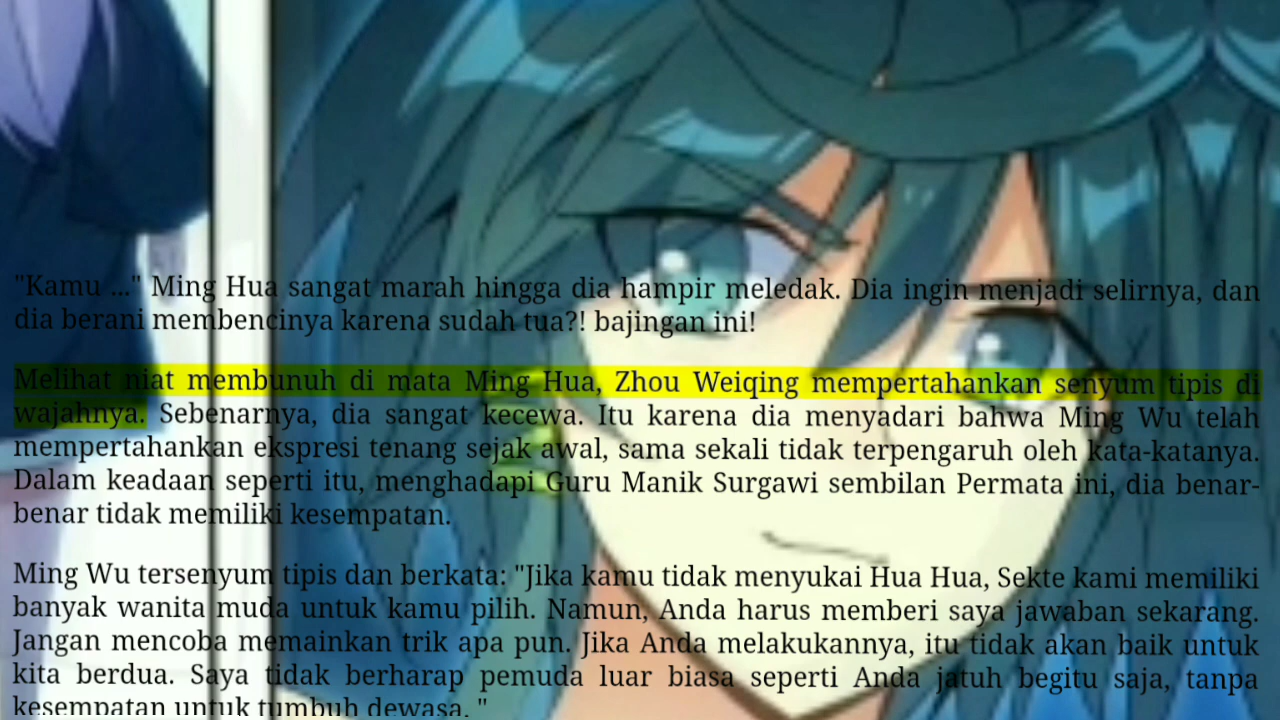 "Kamu ..." Ming Hua sangat marah hingga dia hampir meledak. Dia ingin menjadi selirnya, dan
dia berani membencinya karena sudah tua?! bajingan ini!
Melihat niat membunuh di mata Ming Hua, Zhou Weiqing mempertahankan senyum tipis di
wajahnya. Sebenarnya, dia sangat kecewa. Itu karena dia menyadari bahwa Ming Wu telah
mempertahankan ekspresi tenang sejak awal, sama sekali tidak terpengaruh oleh kata-katanya.
Dalam keadaan seperti itu, menghadapi Guru Manik Surgawi sembilan Permata ini, dia benar-
benar tidak memiliki kesempatan.
Ming Wu tersenyum tipis dan berkata: "Jika kamu tidak menyukai Hua Hua, Sekte kami memiliki
banyak wanita muda untuk kamu pilih. Namun, Anda harus memberi saya jawaban sekarang.
Jangan mencoba memainkan trik apa pun. Jika Anda melakukannya, itu tidak akan baik untuk
kita berdua. Saya tidak berharap pemuda luar biasa seperti Anda jatuh begitu saja, tanpa
kesempatan untuk tumbuh dewasa. "